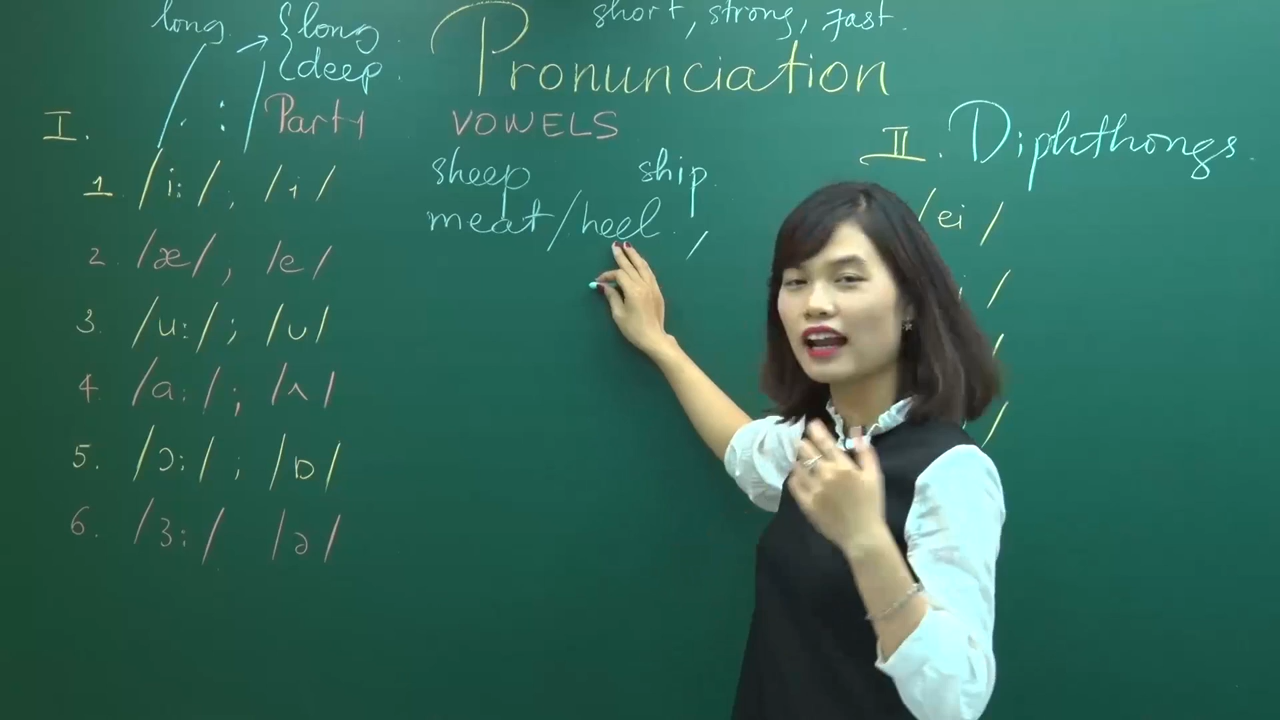 long. {long.
{deep.
short, strong, fast.
Pronunciation
I. . : Part 1 VOWELS
II. Diphthongs.
1. /i:/, /i/
sheep ship.
meat/heel. ,
/ei/
2. /æ/, /e/
3. /u:/; /ʊ/
4. /a:/; /ʌ/
5. /ɔ:/; /ɒ/
6. /ɜ:/ /ə/